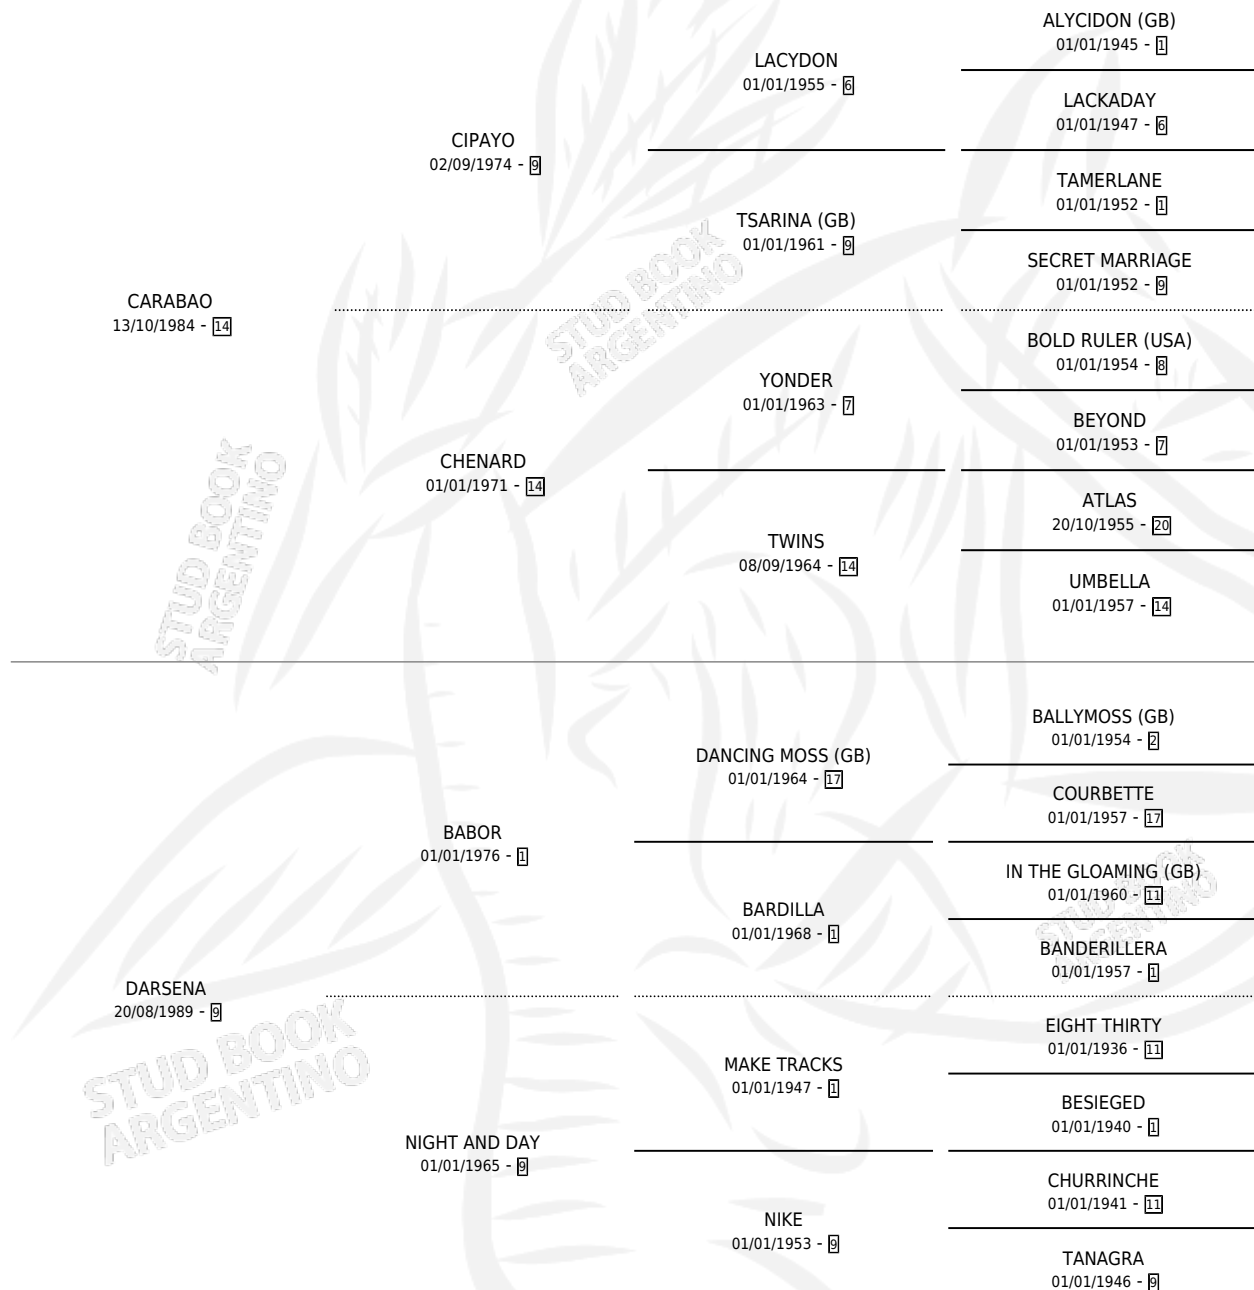 ALYCIDON (GB)
01/01/1945 - 1
LACYDON
01/01/1955 - 6
LACKADAY
01/01/1947 - 6
CIPAYO
02/09/1974 - 9
TAMERLANE
01/01/1952 - 1
TSARINA (GB)
01/01/1961 - 9
SECRET MARRIAGE
01/01/1952 - 9
CARABAO
13/10/1984 - 14
STUD BOOK
ARGENTINO
BOLD RULER (USA)
01/01/1954 - 8
YONDER
01/01/1963 - 7
BEYOND
01/01/1953 - 7
CHENARD
01/01/1971 - 14
ATLAS
20/10/1955 - 20
TWINS
08/09/1964 - 14
UMBELLA
01/01/1957 - 14
STUD BOOK
ARGENTINO
BALLYMOSS (GB)
01/01/1954 - 2
DANCING MOSS (GB)
01/01/1964 - 17
COURBETTE
01/01/1957 - 17
BABOR
01/01/1976 - 1
IN THE GLOAMING (GB)
01/01/1960 - 11
BARDILLA
01/01/1968 - 1
STUD BOOK
ARGENTINO
BANDERILLERA
01/01/1957 - 1
DARSENA
20/08/1989 - 9
EIGHT THIRTY
01/01/1936 - 11
MAKE TRACKS
01/01/1947 - 1
BESIEGED
01/01/1940 - 1
STUD BOOK
ARGENTINO
NIGHT AND DAY
01/01/1965 - 9
CHURRINCHE
01/01/1941 - 11
NIKE
01/01/1953 - 9
TANAGRA
01/01/1946 - 9